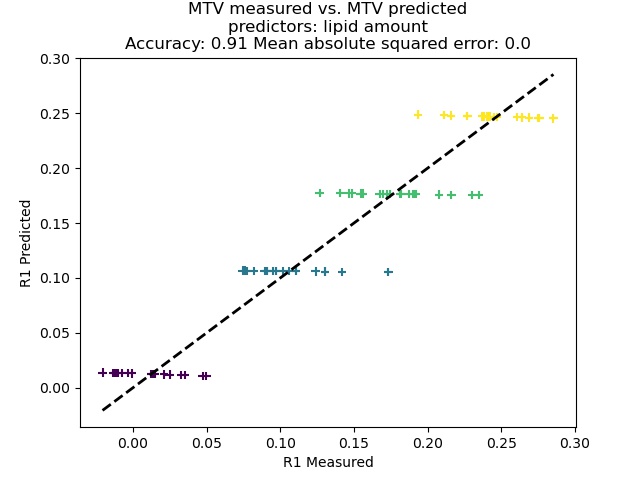 MTV measured vs. MTV predicted
predictors: lipid amount
Accuracy: 0.91 Mean absolute squared error: 0.0
0.30
0.25
0.20
0.15
0.10
0.05
0.00
R1 Predicted
0.00 0.05 0.10 0.15 0.20 0.25 0.30
R1 Measured